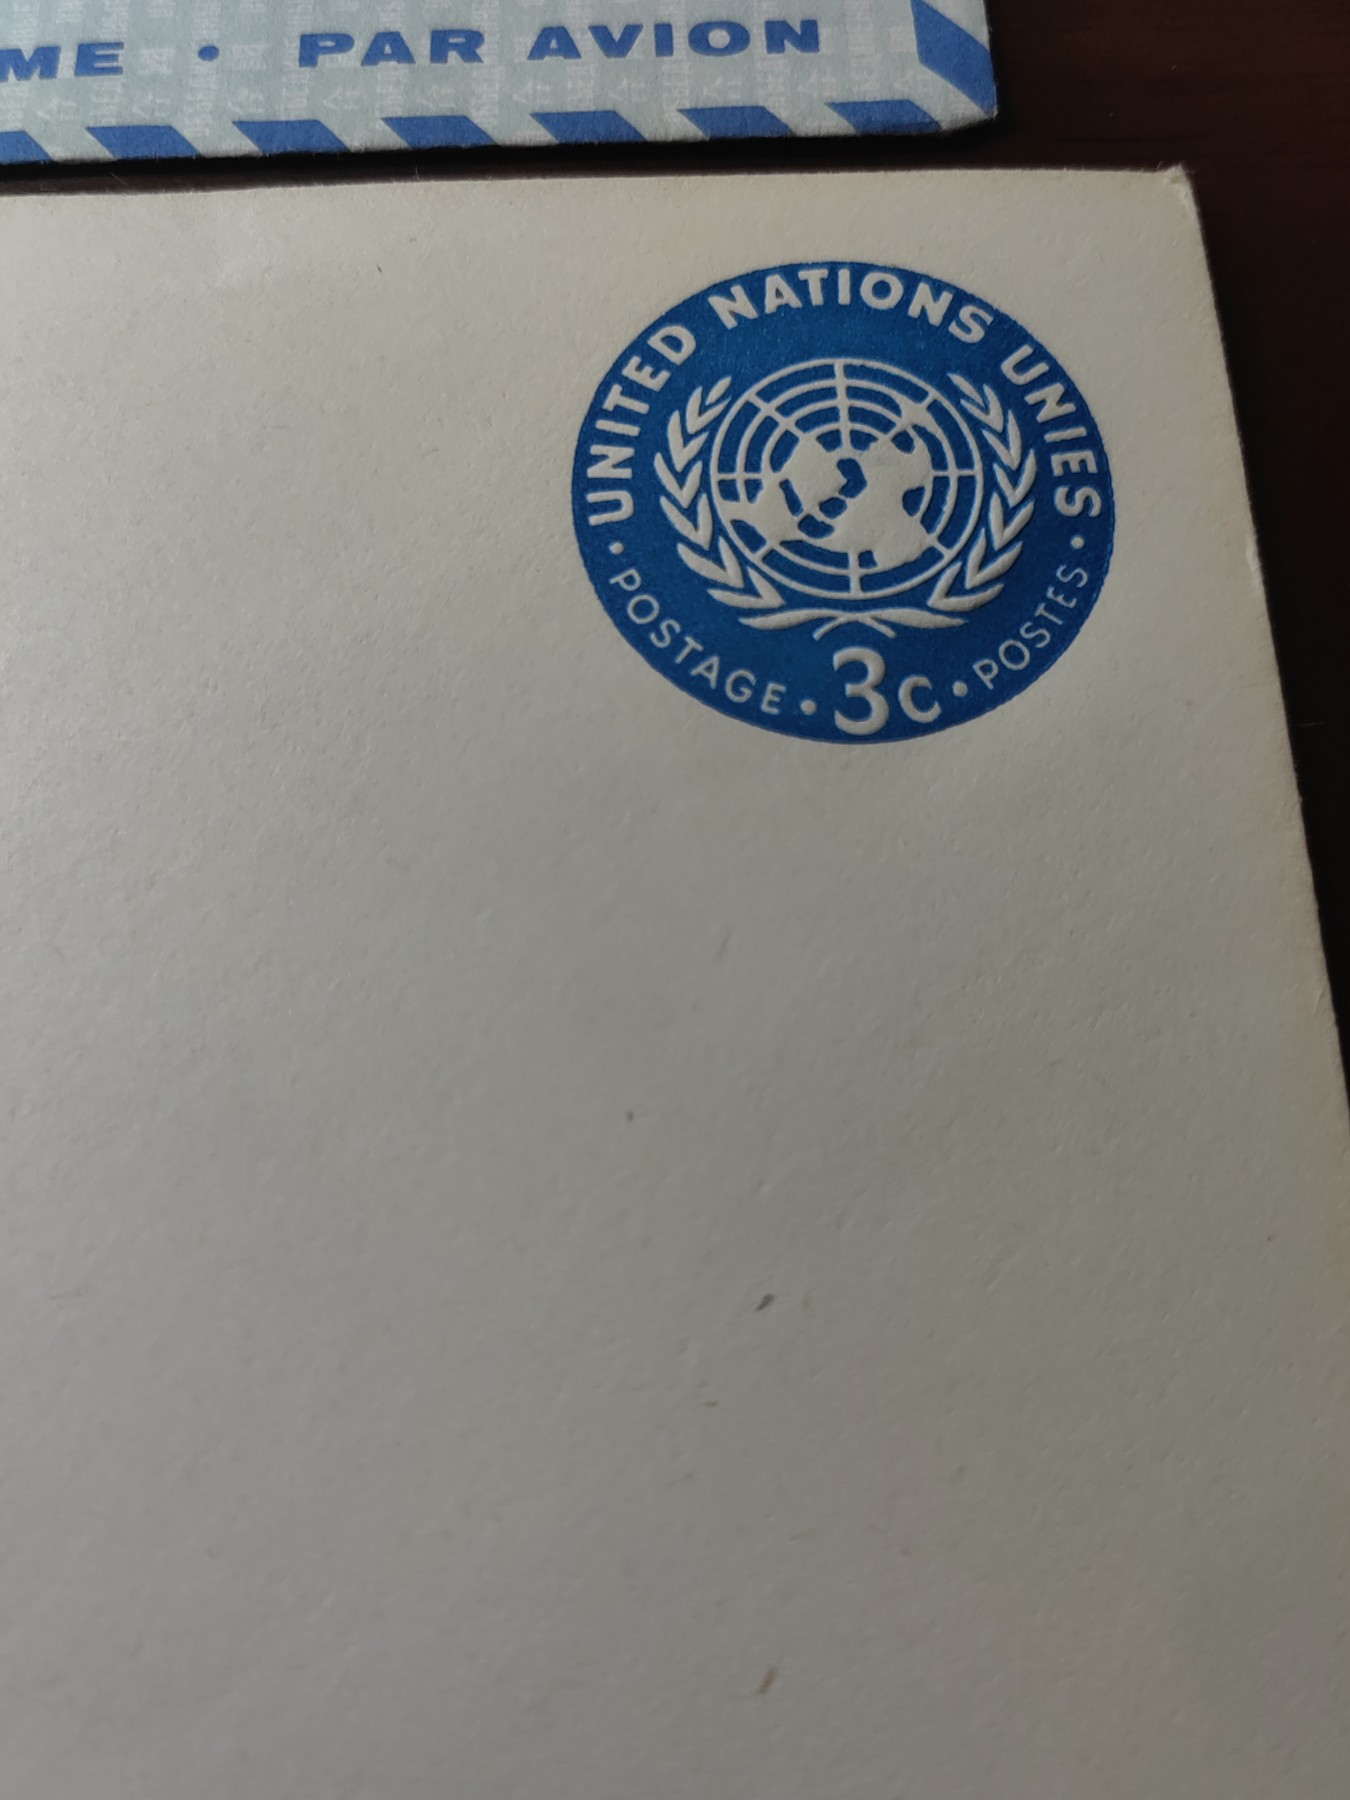 ME • PAR AVION
UNITED NATIONS UNIES
• POSTAGE • 3c • POSTES •